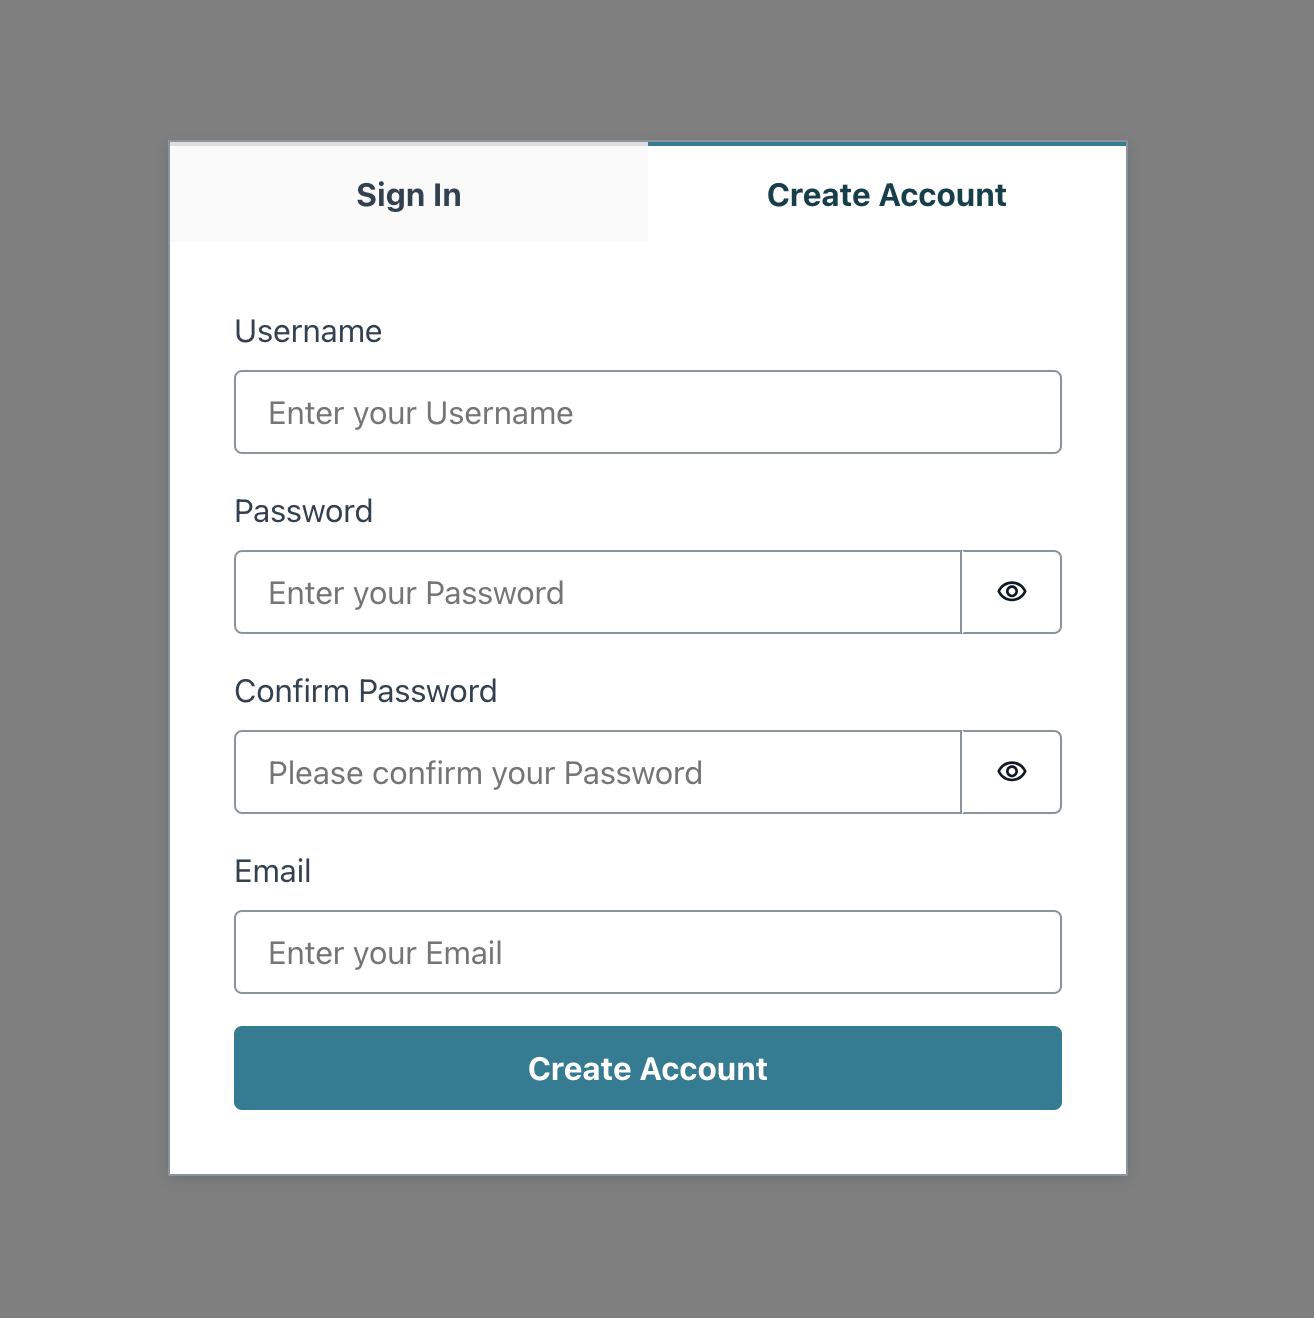 Sign In
Create Account
Username
Enter your Username
Password
Enter your Password
Confirm Password
Please confirm your Password
Email
Enter your Email
Create Account